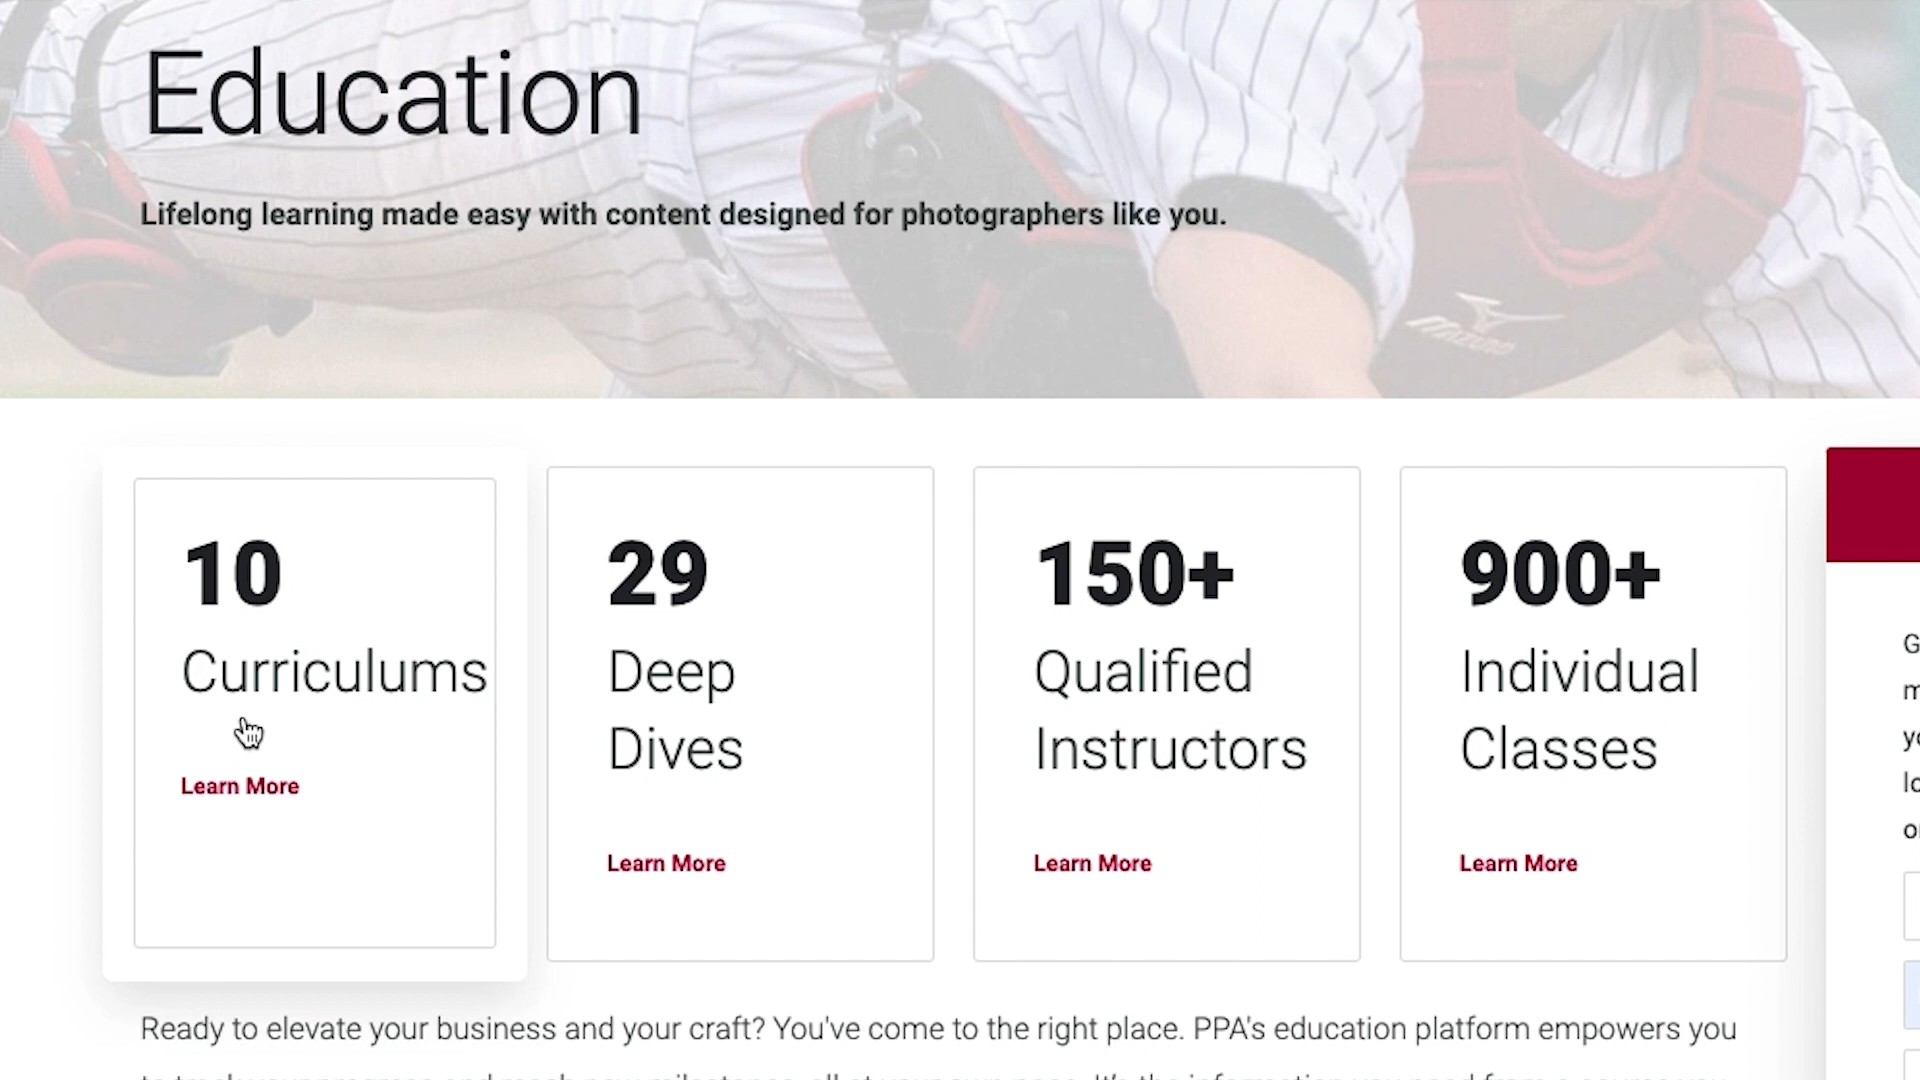 Education
Lifelong learning made easy with content designed for photographers like you.
mizuno
10
Curriculums
Learn More
29
Deep
Dives
Learn More
150+
Qualified
Instructors
Learn More
900+
Individual
Classes
Learn More
Ready to elevate your business and your craft? You've come to the right place. PPA's education platform empowers you